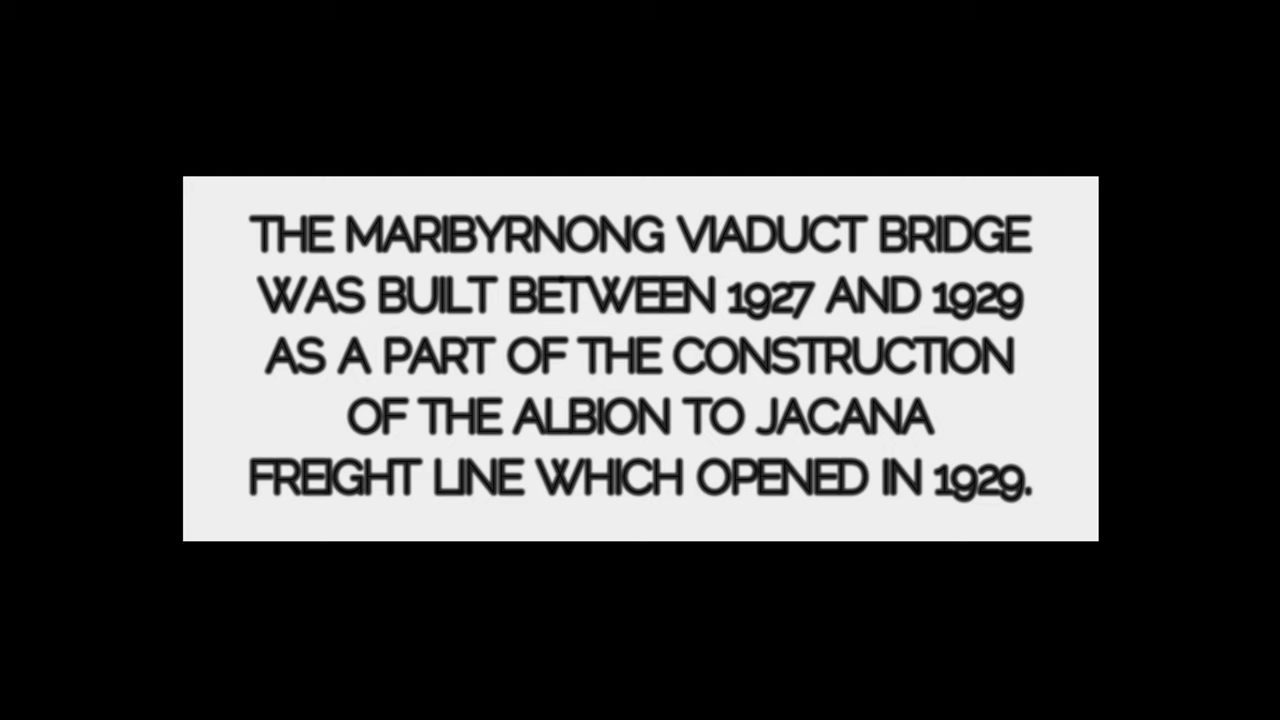 THE MARIBYRNONG VIADUCT BRIDGE
WAS BUILT BETWEEN 1927 AND 1929
AS A PART OF THE CONSTRUCTION
OF THE ALBION TO JACANA
FREIGHT LINE WHICH OPENED IN 1929.